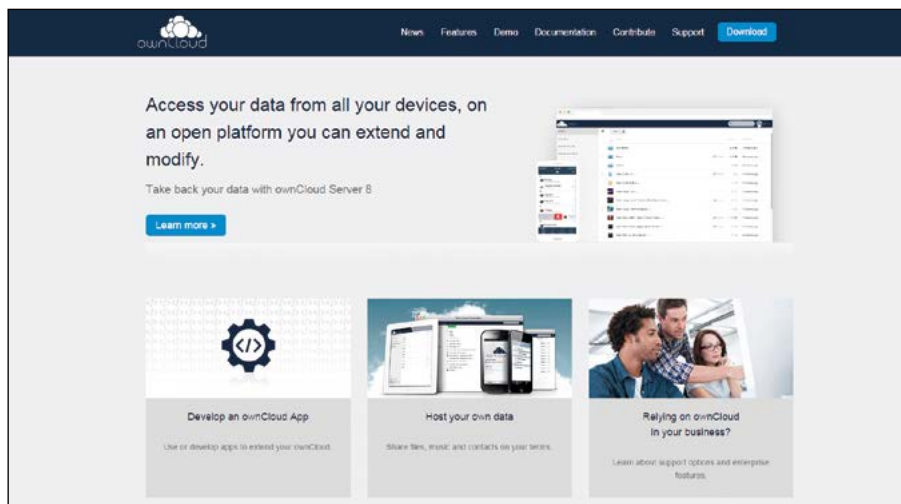 ownCloud
News Features Demo Documentation Contribute Support Download
Access your data from all your devices, on
an open platform you can extend and
modify.
Take back your data with ownCloud Server 8
Learn more »
Develop an ownCloud App
Use or develop apps to extend your ownCloud.
Host your own data
Share files, music and contacts on your terms.
Relying on ownCloud
in your business?
Learn about support options and enterprise
features.